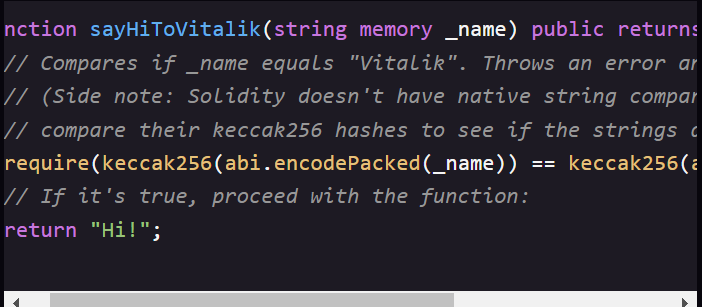 nction sayHiToVitalik(string memory _name) public returns
// Compares if _name equals "Vitalik". Throws an error an
// (Side note: Solidity doesn't have native string compar
// compare their keccak256 hashes to see if the strings a
require(keccak256(abi.encodePacked(_name)) == keccak256(a
// If it's true, proceed with the function:
return "Hi!";